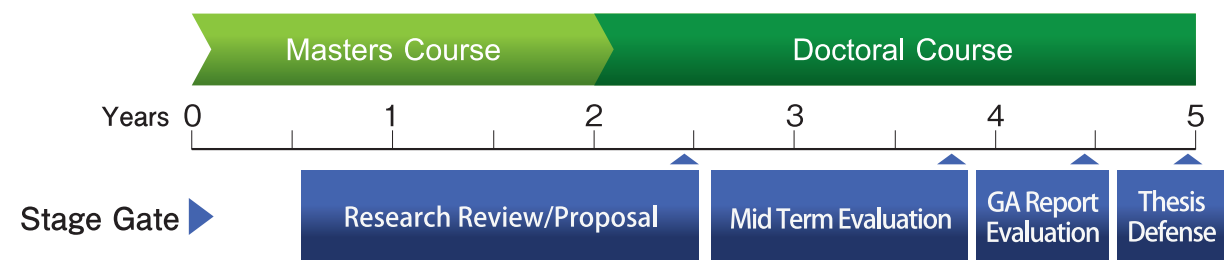 Masters Course Doctoral Course
Years 0 1 2 3 4 5
Stage Gate
Research Review/Proposal
Mid Term Evaluation
GA Report
Evaluation
Thesis
Defense